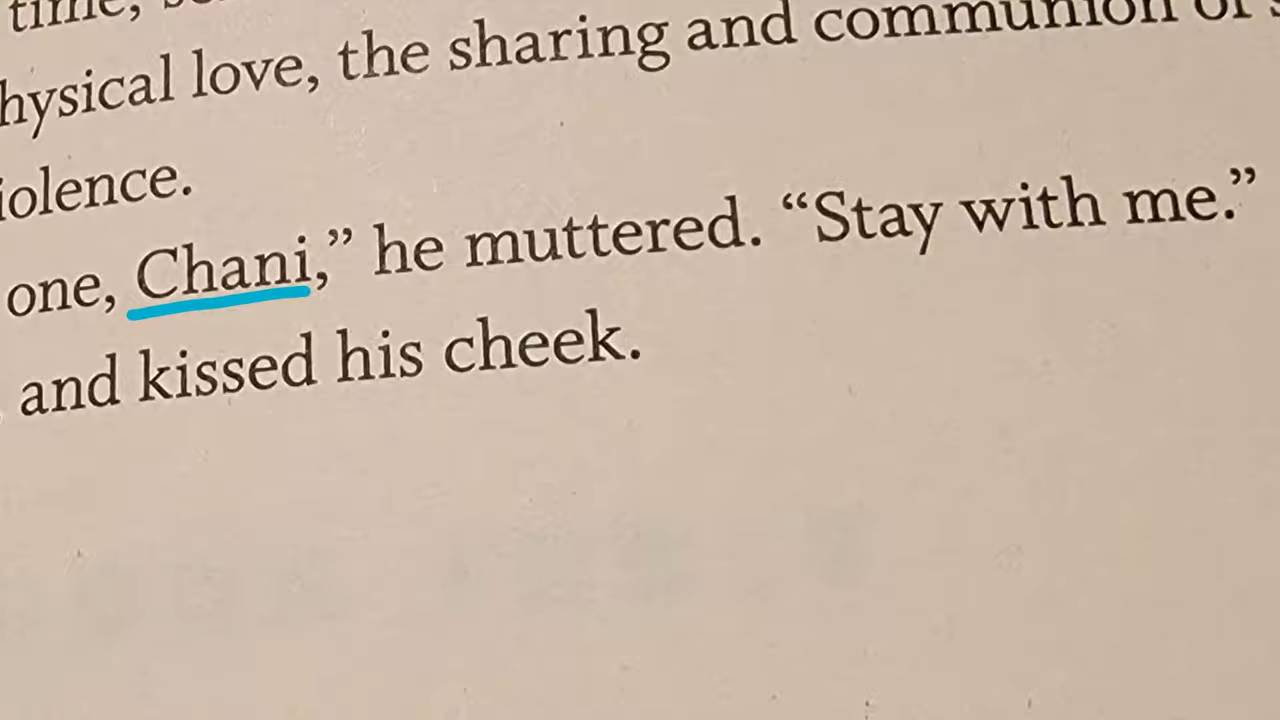 time,
hysical love, the sharing and communion of
iolence.
one, Chani,” he muttered. “Stay with me.”
and kissed his cheek.